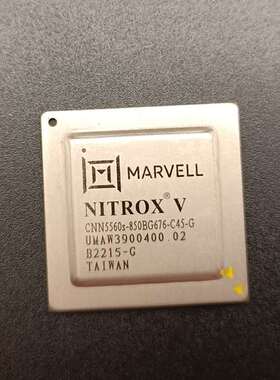 MARVELL
NITROX® V
CNN5560s-850BG676-C45-G
UMAW3900400.02
B2215-G
TAIWAN